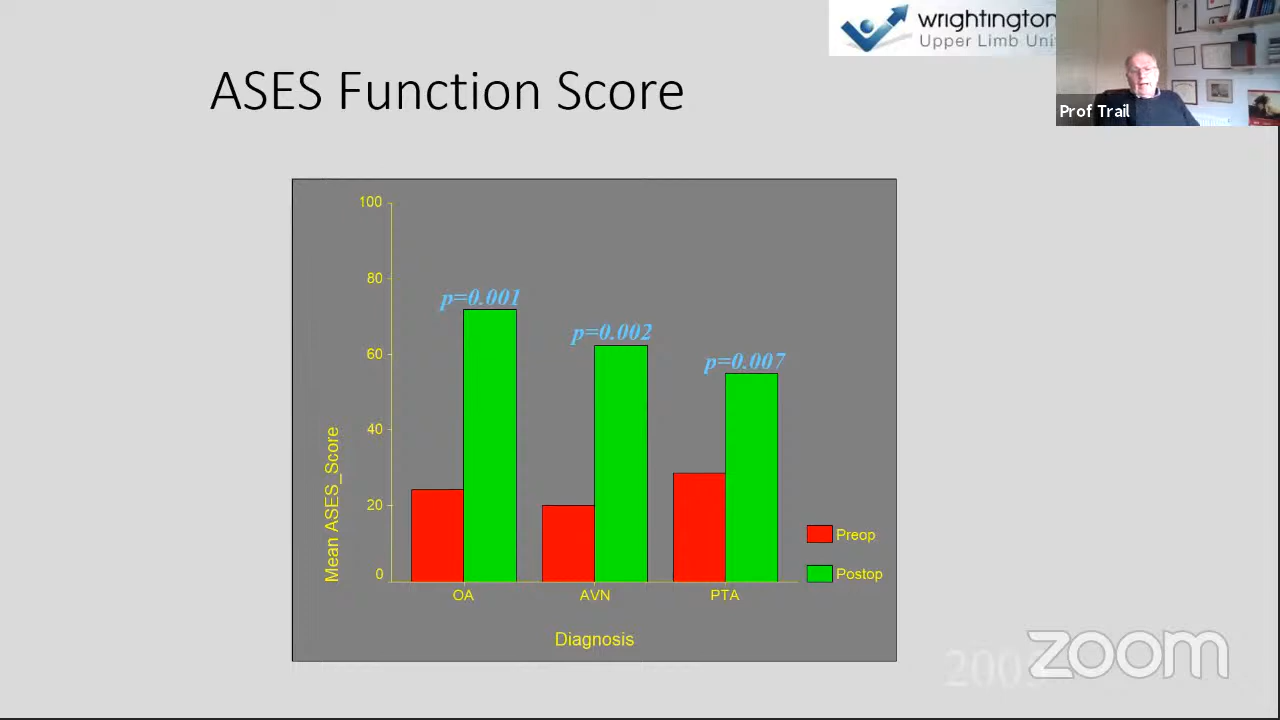 wrightington
Upper Limb Uni
Prof Trail
ASES Function Score
100
80
60
40
20
0
Mean ASES_Score
p=0.001
p=0.002
p=0.007
Preop
Postop
OA AVN PTA
Diagnosis
zoom